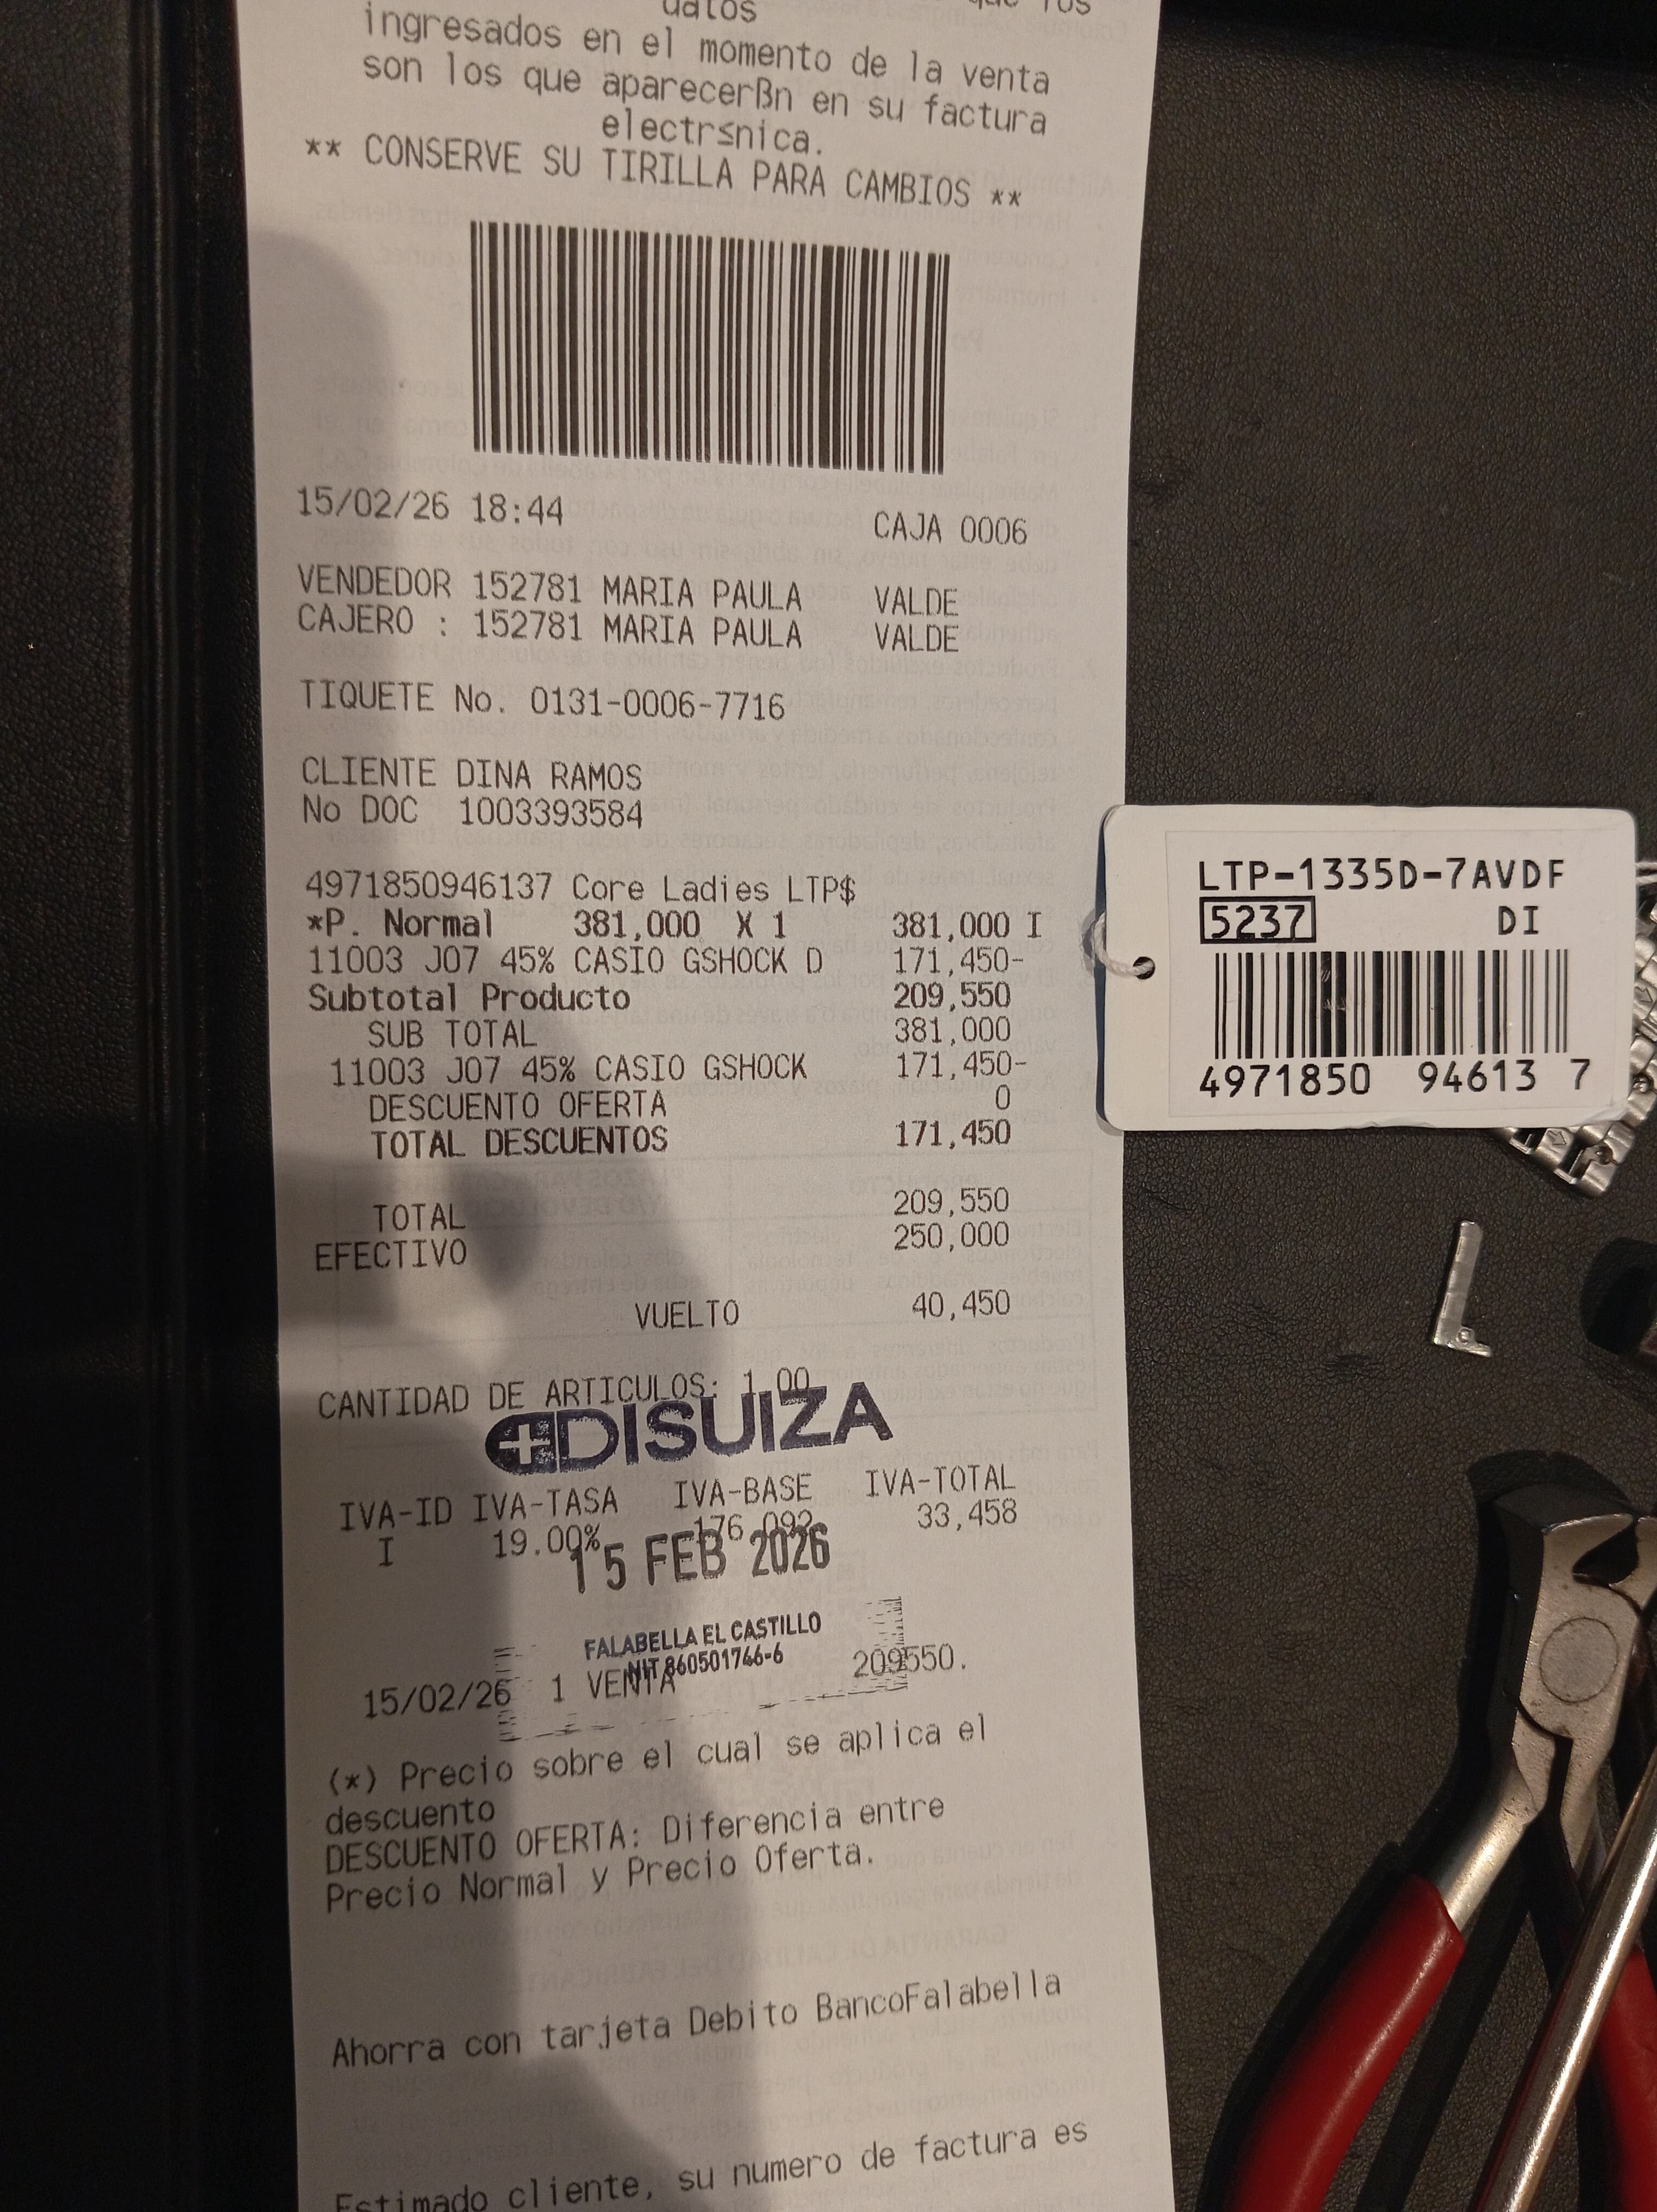 datos
ingresados en el momento de la venta
son los que aparecerßn en su factura
electr≤nica.
** CONSERVE SU TIRILLA PARA CAMBIOS **
15/02/26 18:44 CAJA 0006
VENDEDOR 152781 MARIA PAULA VALDE
CAJERO : 152781 MARIA PAULA VALDE
TIQUETE No. 0131-0006-7716
CLIENTE DINA RAMOS
No DOC 1003393584
4971850946137 Core Ladies LTP$
*P. Normal 381,000 X 1 381,000 I
11003 J07 45% CASIO GSHOCK D 171,450-
Subtotal Producto 209,550
SUB TOTAL 381,000
11003 J07 45% CASIO GSHOCK 171,450-
DESCUENTO OFERTA 0
TOTAL DESCUENTOS 171,450
TOTAL 209,550
EFECTIVO 250,000
VUELTO 40,450
CANTIDAD DE ARTICULOS: 1.00
DISUIZA
IVA-ID IVA-TASA IVA-BASE IVA-TOTAL
I 19.00% 176,092 33,458
15 FEB 2026
FALABELLA EL CASTILLO
NIT 860501746-6
15/02/26 1 VENTA 209550.
(*) Precio sobre el cual se aplica el
descuento
DESCUENTO OFERTA: Diferencia entre
Precio Normal y Precio Oferta.
Ahorra con tarjeta Debito BancoFalabella
Estimado cliente, su numero de factura es
LTP-1335D-7AVDF
5237 DI
4971850 94613 7